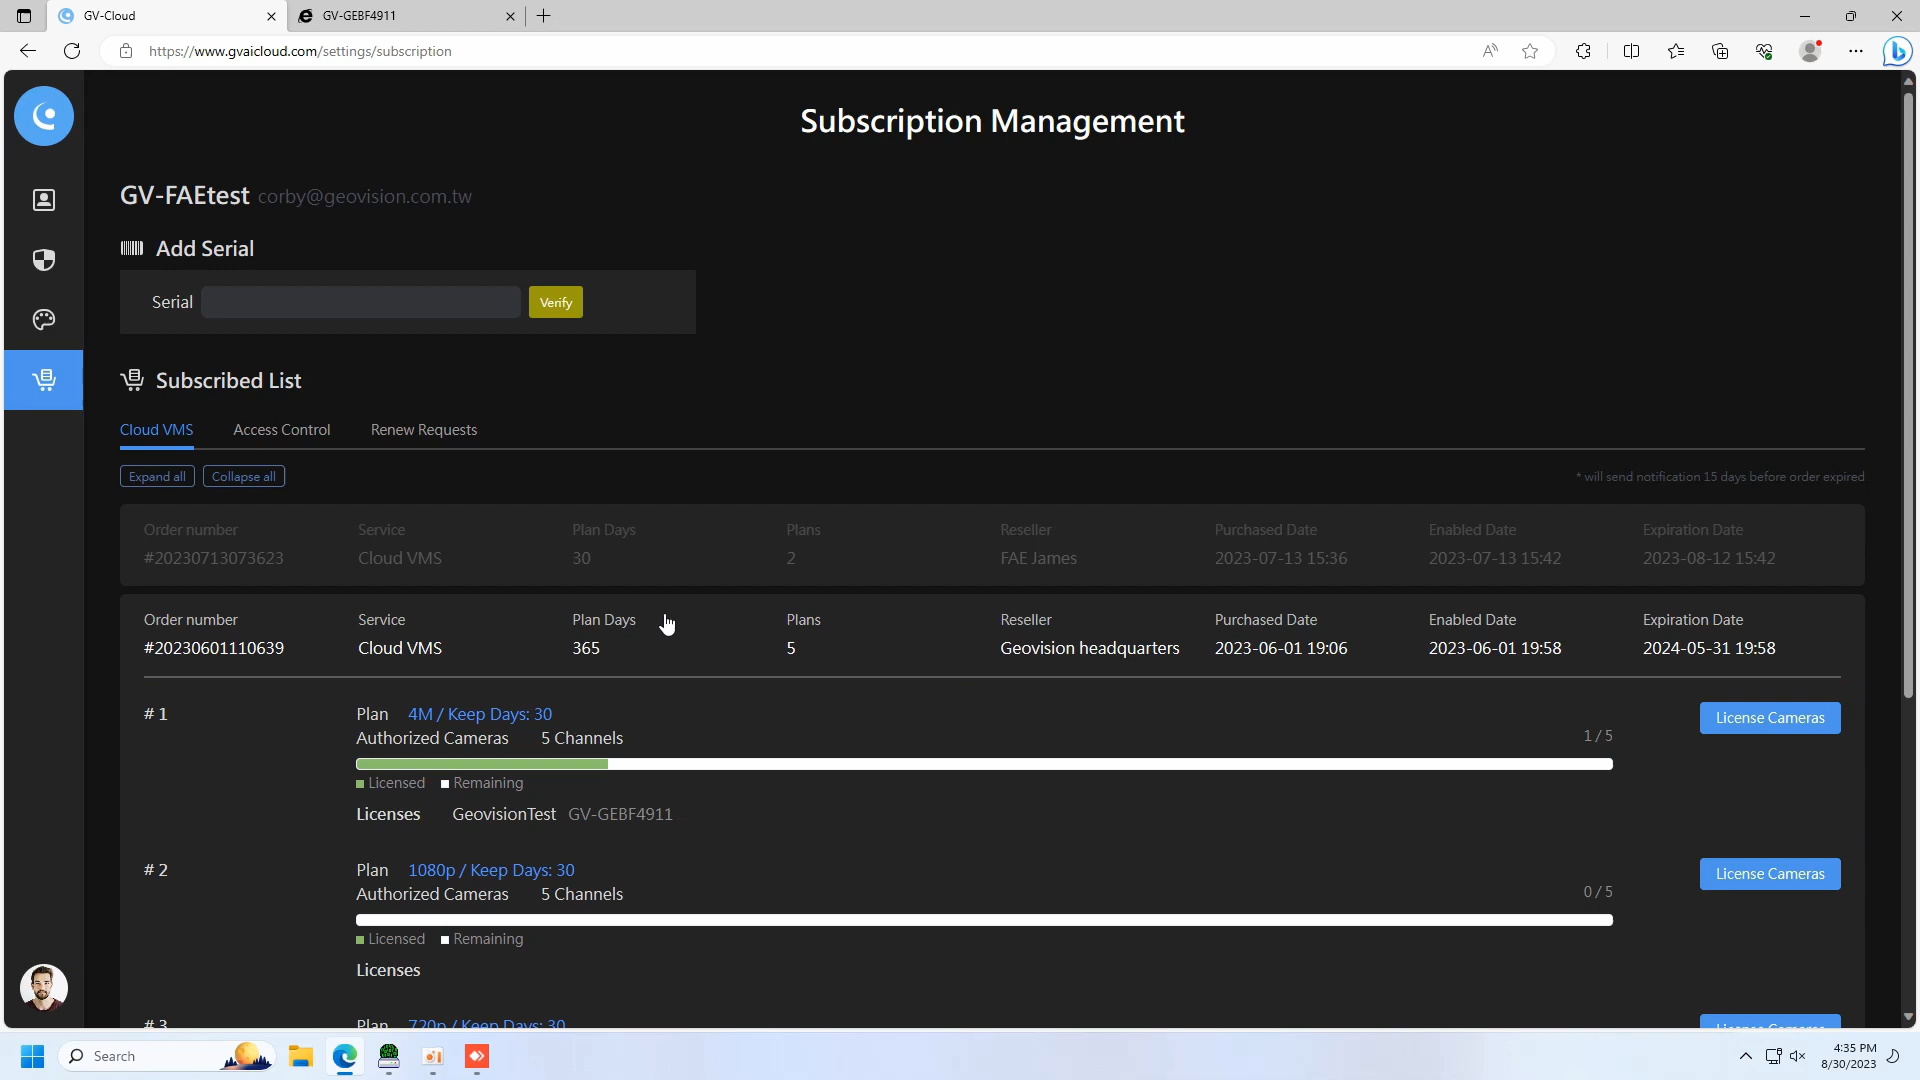 GV-Cloud
GV-GEBF4911
https://www.gvaicloud.com/settings/subscription
Subscription Management
GV-FAEtest corby@geovision.com.tw
Add Serial
Serial
Verify
Subscribed List
Cloud VMS Access Control Renew Requests
Expand all Collapse all * will send notification 15 days before order expired
Order number Service Plan Days Plans Reseller Purchased Date Enabled Date Expiration Date
#20230713073623 Cloud VMS 30 2 FAE James 2023-07-13 15:36 2023-07-13 15:42 2023-08-12 15:42
Order number Service Plan Days Plans Reseller Purchased Date Enabled Date Expiration Date
#20230601110639 Cloud VMS 365 5 Geovision headquarters 2023-06-01 19:06 2023-06-01 19:58 2024-05-31 19:58
# 1 Plan 4M / Keep Days: 30 License Cameras
Authorized Cameras 5 Channels 1 / 5
Licensed Remaining
Licenses GeovisionTest GV-GEBF4911
# 2 Plan 1080p / Keep Days: 30 License Cameras
Authorized Cameras 5 Channels 0 / 5
Licensed Remaining
Licenses
# 3 Plan 720p / Keep Days: 30 License Cameras
Search
4:35 PM
8/30/2023